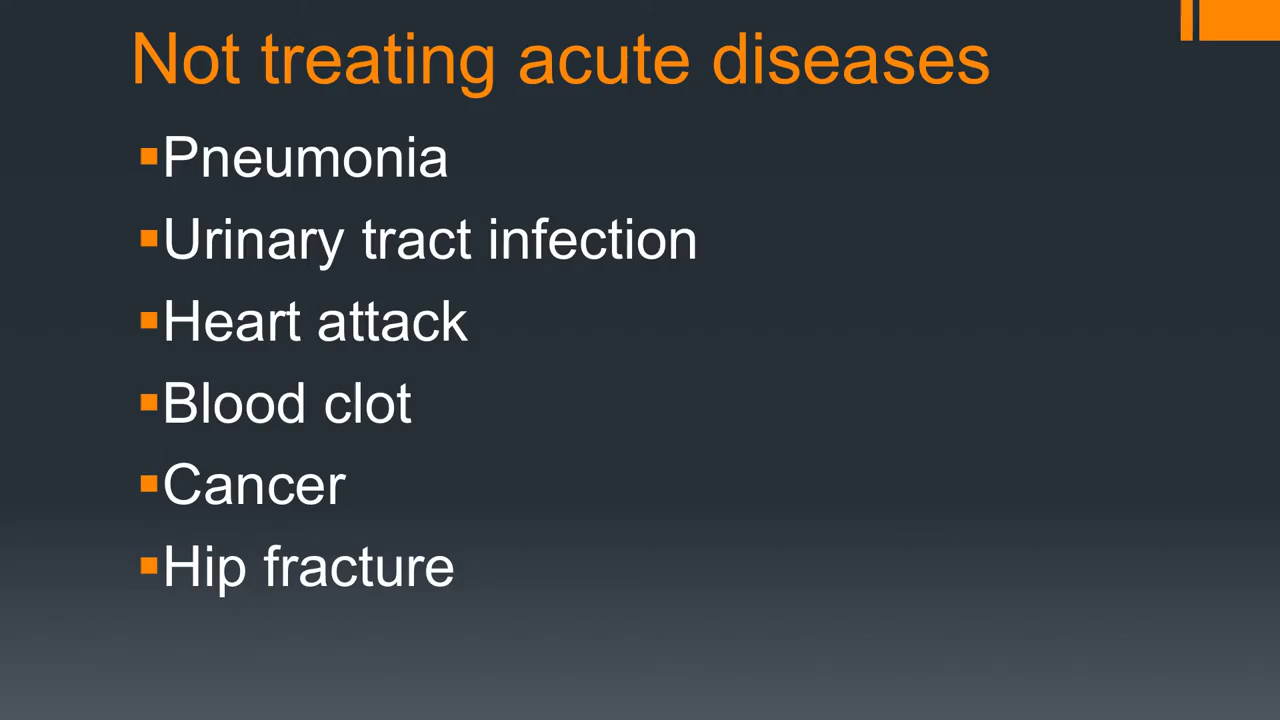 Not treating acute diseases
▪Pneumonia
▪Urinary tract infection
▪Heart attack
▪Blood clot
▪Cancer
▪Hip fracture